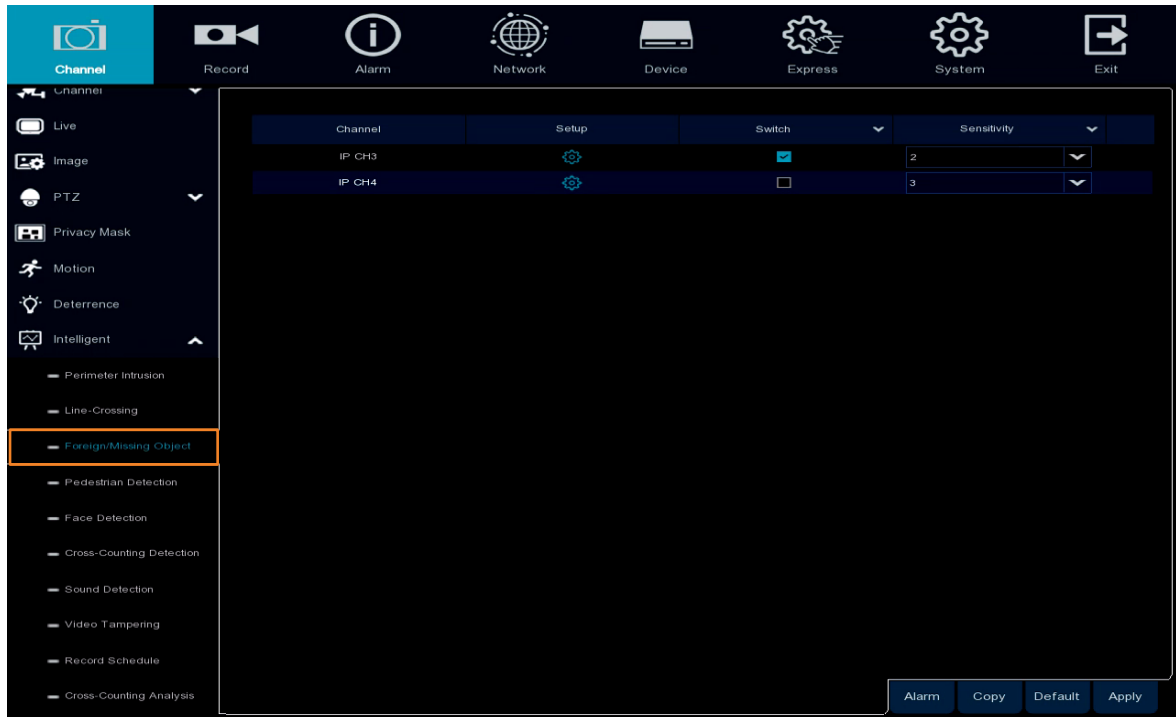 Channel Record Alarm Network Device Express System Exit
Channel
Live
Image
PTZ
Privacy Mask
Motion
Deterrence
Intelligent
Perimeter Intrusion
Line-Crossing
Foreign/Missing Object
Pedestrian Detection
Face Detection
Cross-Counting Detection
Sound Detection
Video Tampering
Record Schedule
Cross-Counting Analysis
Channel Setup Switch Sensitivity
IP CH3 2
IP CH4 3
Alarm Copy Default Apply